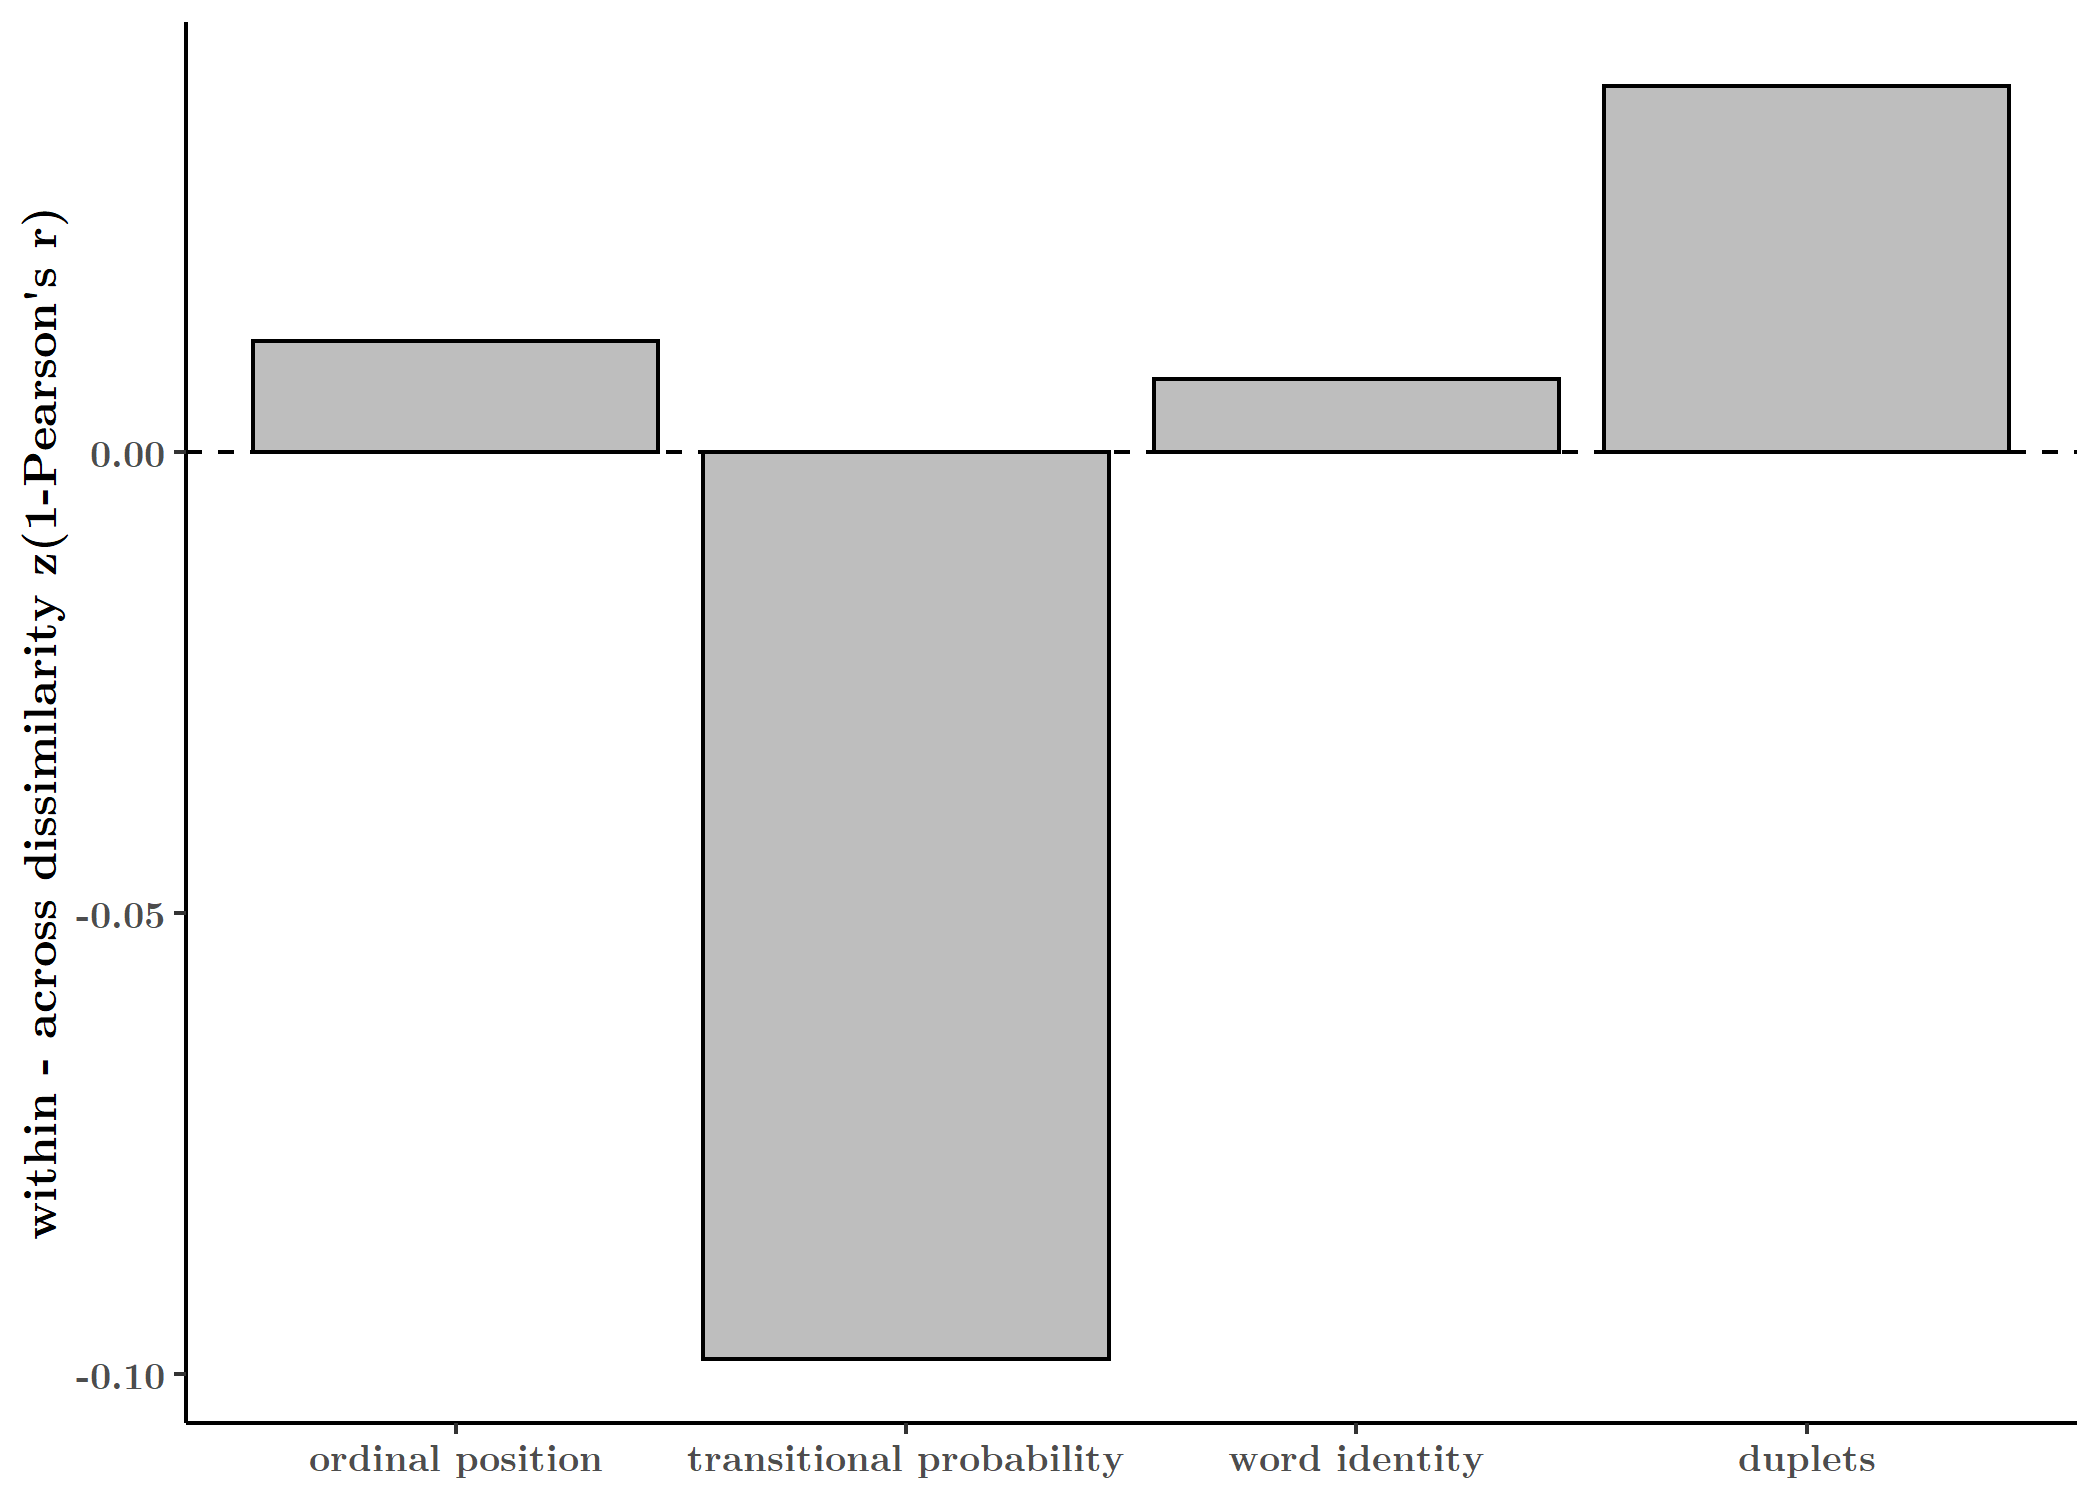 within - across dissimilarity z(1-Pearson's r)
0.00
-0.05
-0.10
ordinal position
transitional probability
word identity
duplets